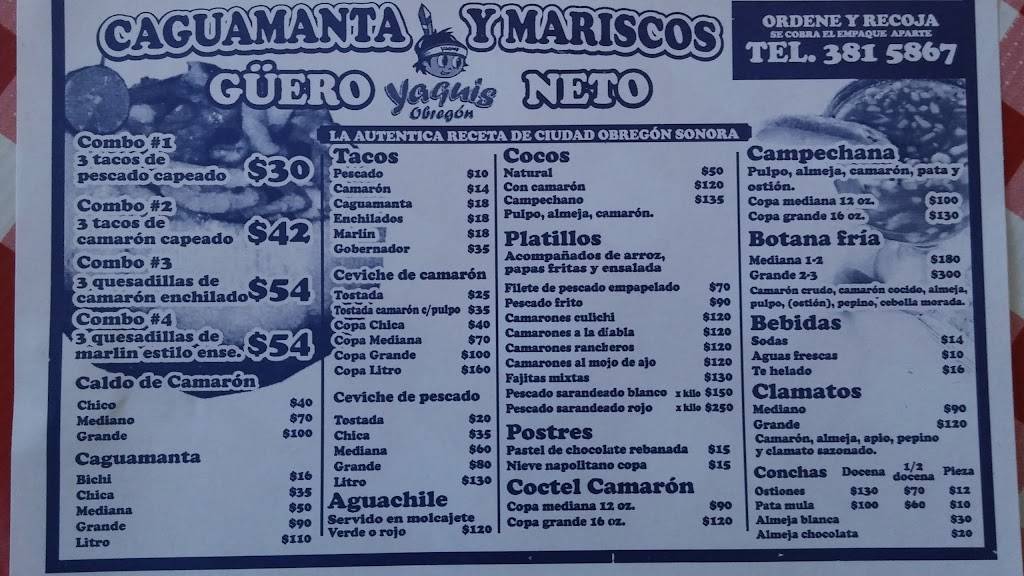 CAGUAMANTA Y MARISCOS
GÜERO Yaquis NETO
Obregón
ORDENE Y RECOJA
SE COBRA EL EMPAQUE APARTE
TEL. 381 5867
LA AUTENTICA RECETA DE CIUDAD OBREGÓN SONORA
Combo #1
3 tacos de
pescado capeado $30
Combo #2
3 tacos de
camarón capeado $42
Combo #3
3 quesadillas de
camarón enchilado $54
Combo #4
3 quesadillas de
marlin estilo ense. $54
Caldo de Camarón
Chico $40
Mediano $70
Grande $100
Caguamanta
Bichi $16
Chica $35
Mediana $50
Grande $90
Litro $110
Tacos
Pescado $10
Camarón $14
Caguamanta $18
Enchilados $18
Marlin $18
Gobernador $35
Ceviche de camarón
Tostada $25
Tostada camarón c/pulpo $35
Copa Chica $40
Copa Mediana $70
Copa Grande $100
Copa Litro $160
Ceviche de pescado
Tostada $20
Chica $35
Mediana $60
Grande $80
Litro $130
Aguachile
Servido en molcajete
Verde o rojo $120
Cocos
Natural $50
Con camarón $120
Campechano $135
Pulpo, almeja, camarón.
Platillos
Acompañados de arroz,
papas fritas y ensalada
Filete de pescado empapelado $70
Pescado frito $90
Camarones culichi $120
Camarones a la diabla $120
Camarones rancheros $120
Camarones al mojo de ajo $120
Fajitas mixtas $130
Pescado sarandeado blanco x kilo $150
Pescado sarandeado rojo x kilo $250
Postres
Pastel de chocolate rebanada $15
Nieve napolitano copa $15
Coctel Camarón
Copa mediana 12 oz. $90
Copa grande 16 oz. $120
Campechana
Pulpo, almeja, camarón, pata y
ostión.
Copa mediana 12 oz. $100
Copa grande 16 oz. $130
Botana fría
Mediana 1-2 $180
Grande 2-3 $300
Camarón crudo, camarón cocido, almeja,
pulpo, (ostión), pepino, cebolla morada.
Bebidas
Sodas $14
Aguas frescas $10
Te helado $16
Clamatos
Mediano $90
Grande $120
Camarón, almeja, apio, pepino
y clamato sazonado.
Conchas Docena 1/2 docena Pieza
Ostiones $130 $70 $12
Pata mula $100 $60 $10
Almeja blanca $30
Almeja chocolata $20